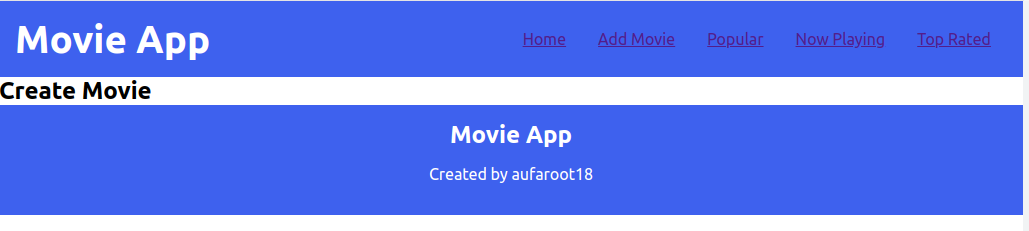 Movie App
Home Add Movie Popular Now Playing Top Rated
Create Movie
Movie App
Created by aufaroot18